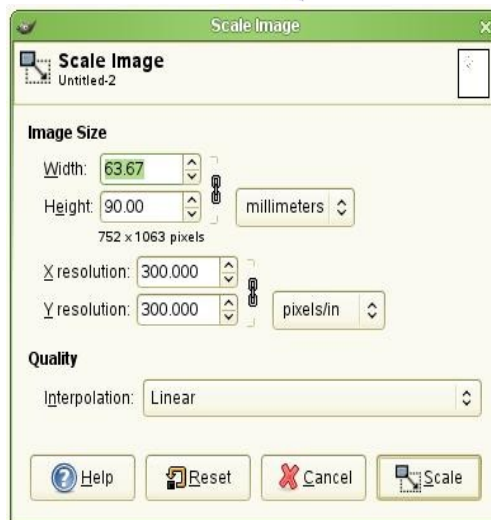 Scale Image
Scale Image
Untitled-2
Image Size
Width: 63.67
Height: 90.00 millimeters
752 x 1063 pixels
X resolution: 300.000
Y resolution: 300.000 pixels/in
Quality
Interpolation: Linear
Help Reset Cancel Scale